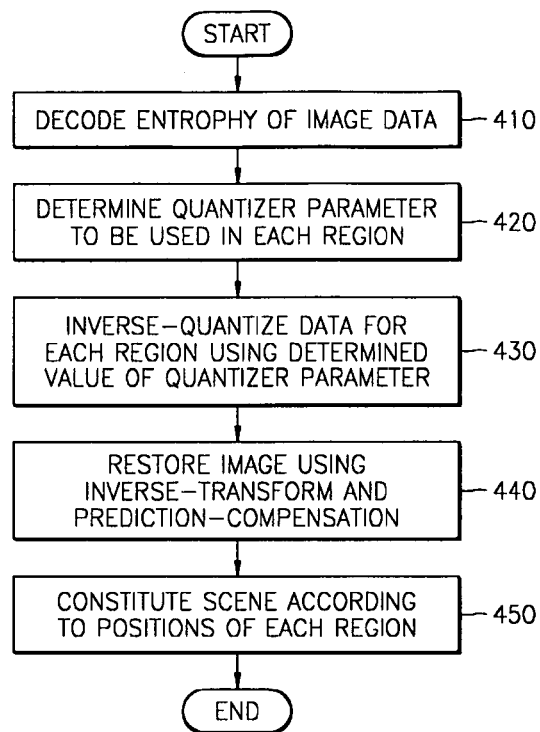 START
DECODE ENTROPHY OF IMAGE DATA
410
DETERMINE QUANTIZER PARAMETER
TO BE USED IN EACH REGION
420
INVERSE-QUANTIZE DATA FOR
EACH REGION USING DETERMINED
VALUE OF QUANTIZER PARAMETER
430
RESTORE IMAGE USING
INVERSE-TRANSFORM AND
PREDICTION-COMPENSATION
440
CONSTITUTE SCENE ACCORDING
TO POSITIONS OF EACH REGION
450
END